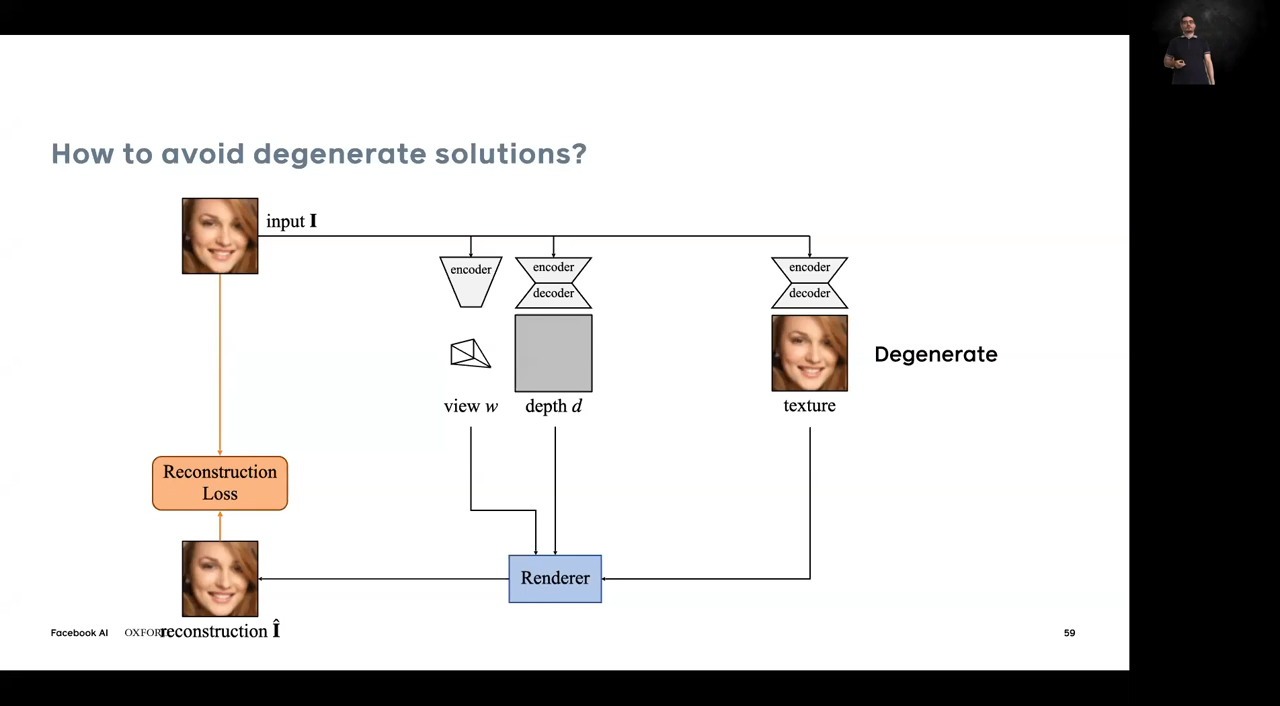 How to avoid degenerate solutions?
input I
encoder
encoder
decoder
encoder
decoder
Degenerate
view w
depth d
texture
Reconstruction
Loss
Renderer
reconstruction Î
Facebook AI
59